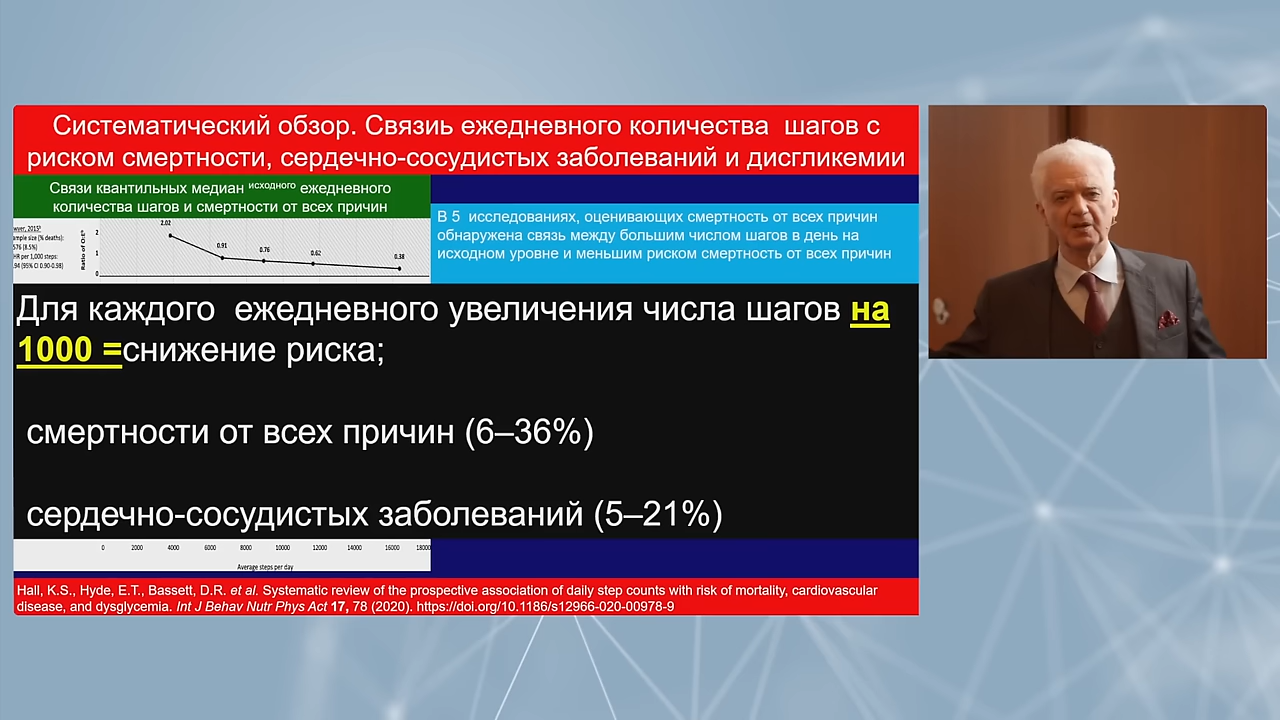 Систематический обзор. Связиь ежедневного количества шагов с
риском смертности, сердечно-сосудистых заболеваний и дисгликемии
Связи квантильных медиан исходного ежедневного
количества шагов и смертности от всех причин
В 5 исследованиях, оценивающих смертность от всех причин
обнаружена связь между большим числом шагов в день на
исходном уровне и меньшим риском смертность от всех причин
2.02
0.91
0.76
0.62
0.38
2
1
0
Для каждого ежедневного увеличения числа шагов на
1000 =снижение риска;
смертности от всех причин (6–36%)
сердечно-сосудистых заболеваний (5–21%)
0 2000 4000 6000 8000 10000 12000 14000 16000 18000
Average steps per day
Hall, K.S., Hyde, E.T., Bassett, D.R. et al. Systematic review of the prospective association of daily step counts with risk of mortality, cardiovascular
disease, and dysglycemia. Int J Behav Nutr Phys Act 17, 78 (2020). https://doi.org/10.1186/s12966-020-00978-9